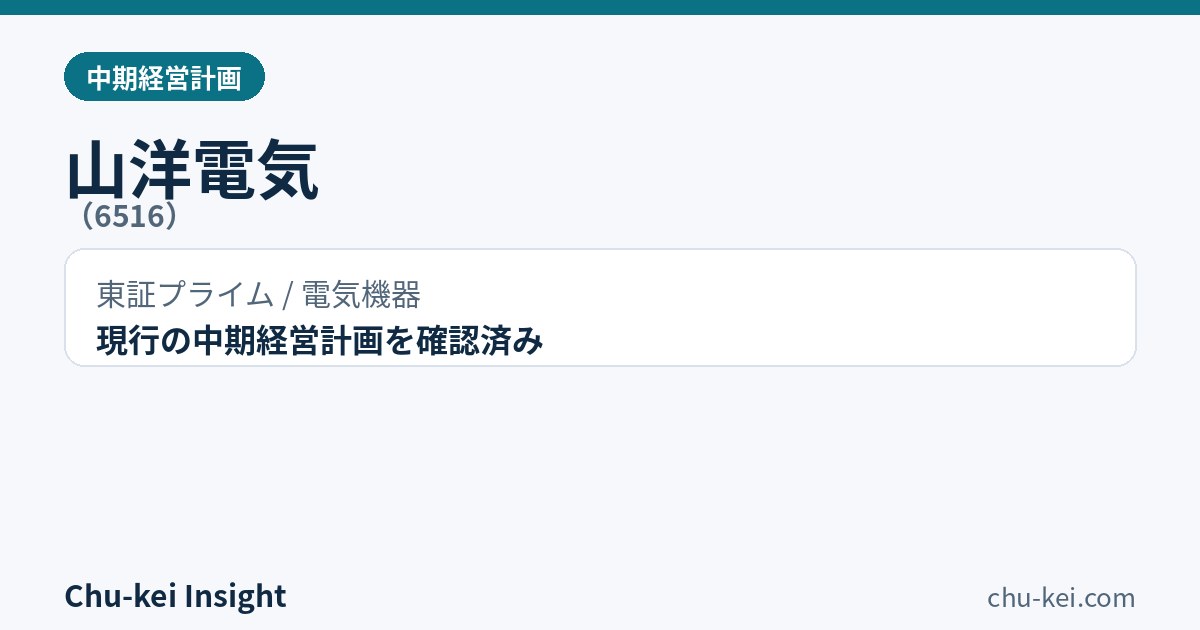 中期経営計画
山洋電気
（6516）
東証プライム / 電気機器
現行の中期経営計画を確認済み
Chu-kei Insight
chu-kei.com